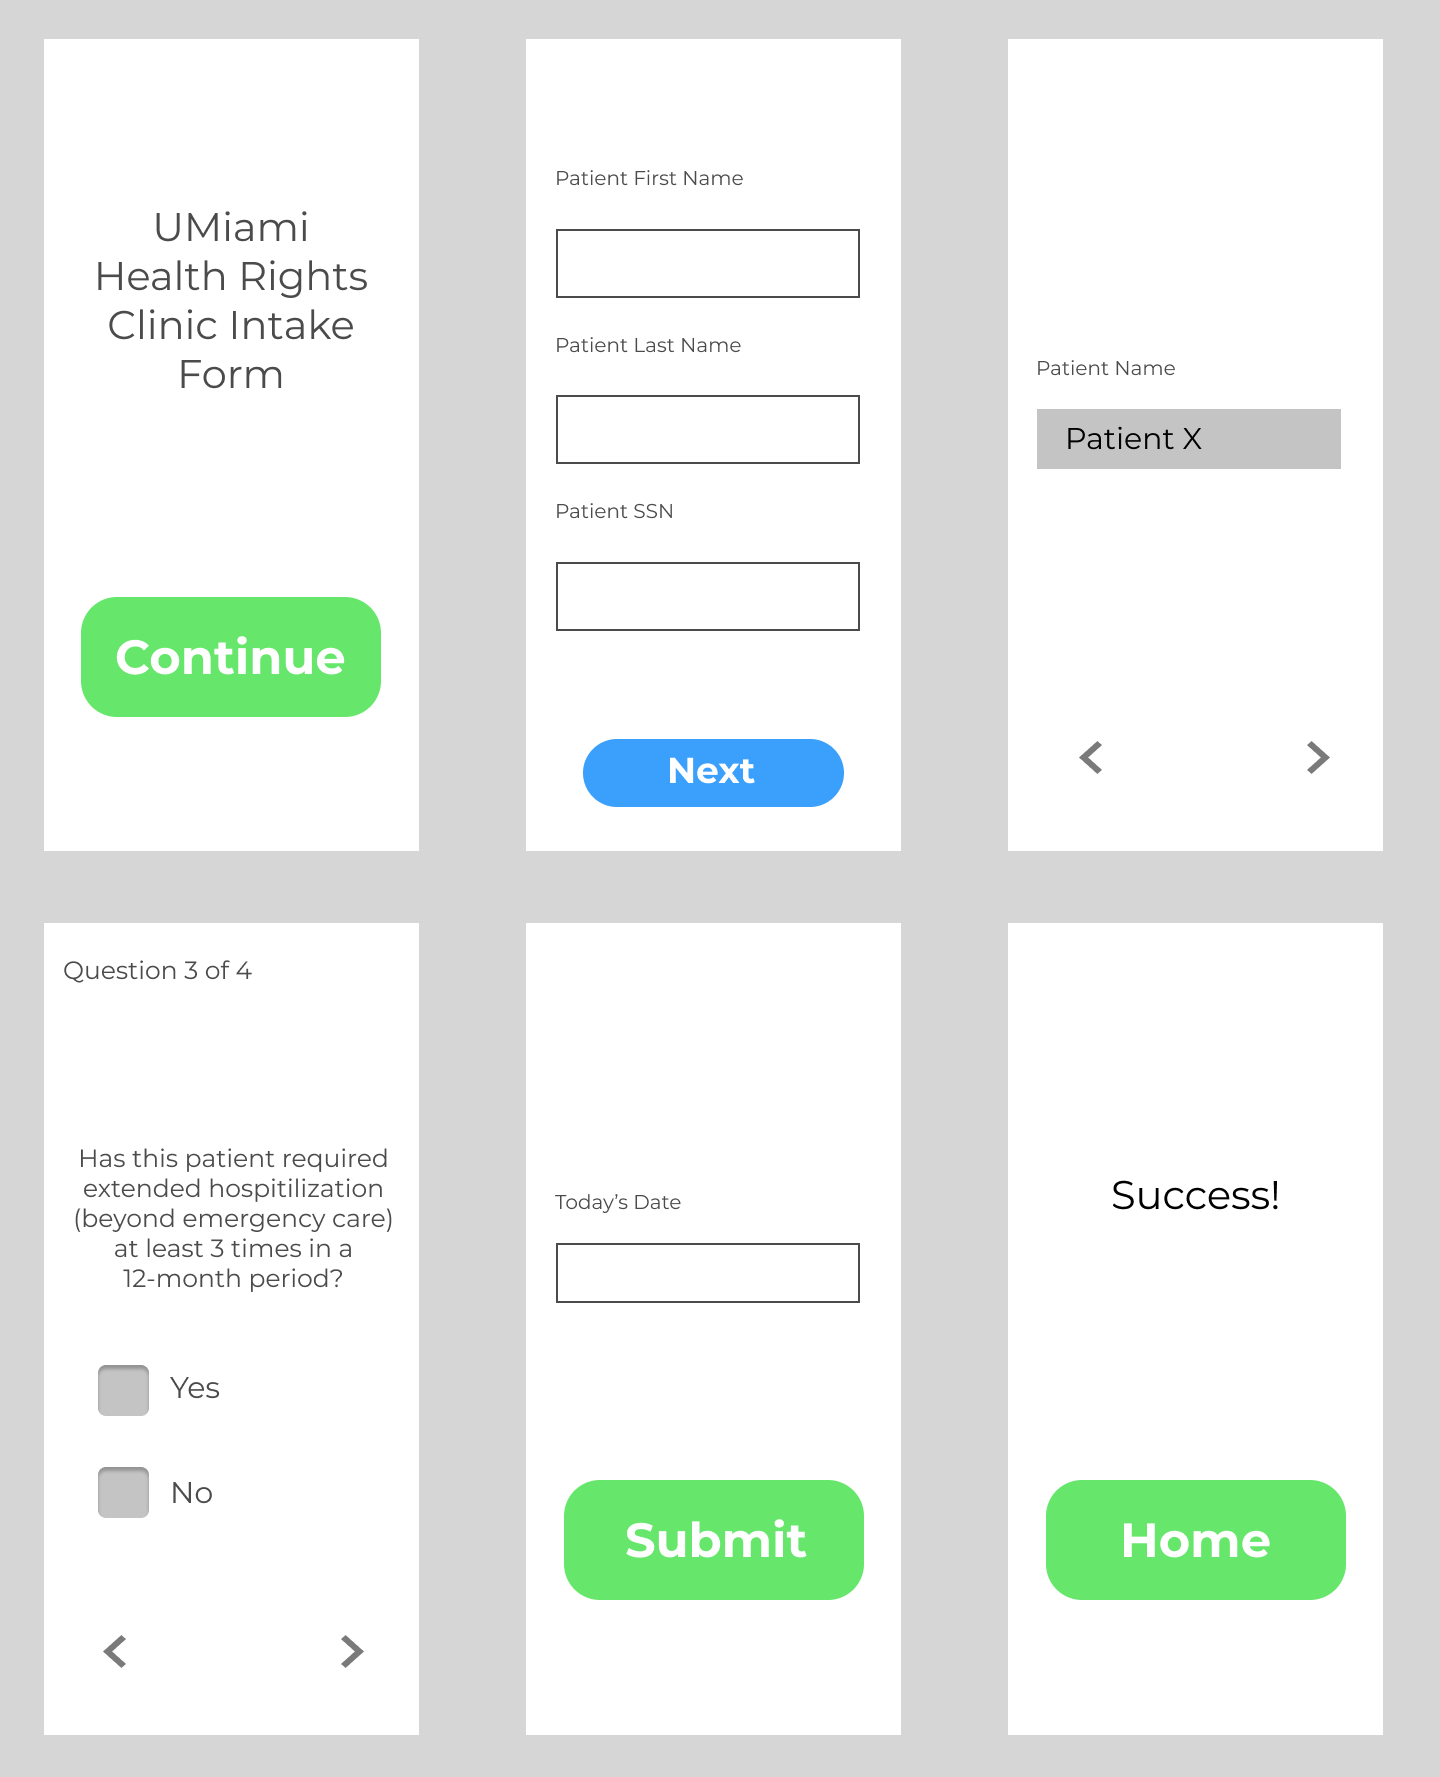 UMiami
Health Rights
Clinic Intake
Form
Continue
Patient First Name
Patient Last Name
Patient SSN
Next
Patient Name
Patient X
Question 3 of 4
Has this patient required
extended hospitilization
(beyond emergency care)
at least 3 times in a
12-month period?
Yes
No
Today’s Date
Submit
Success!
Home